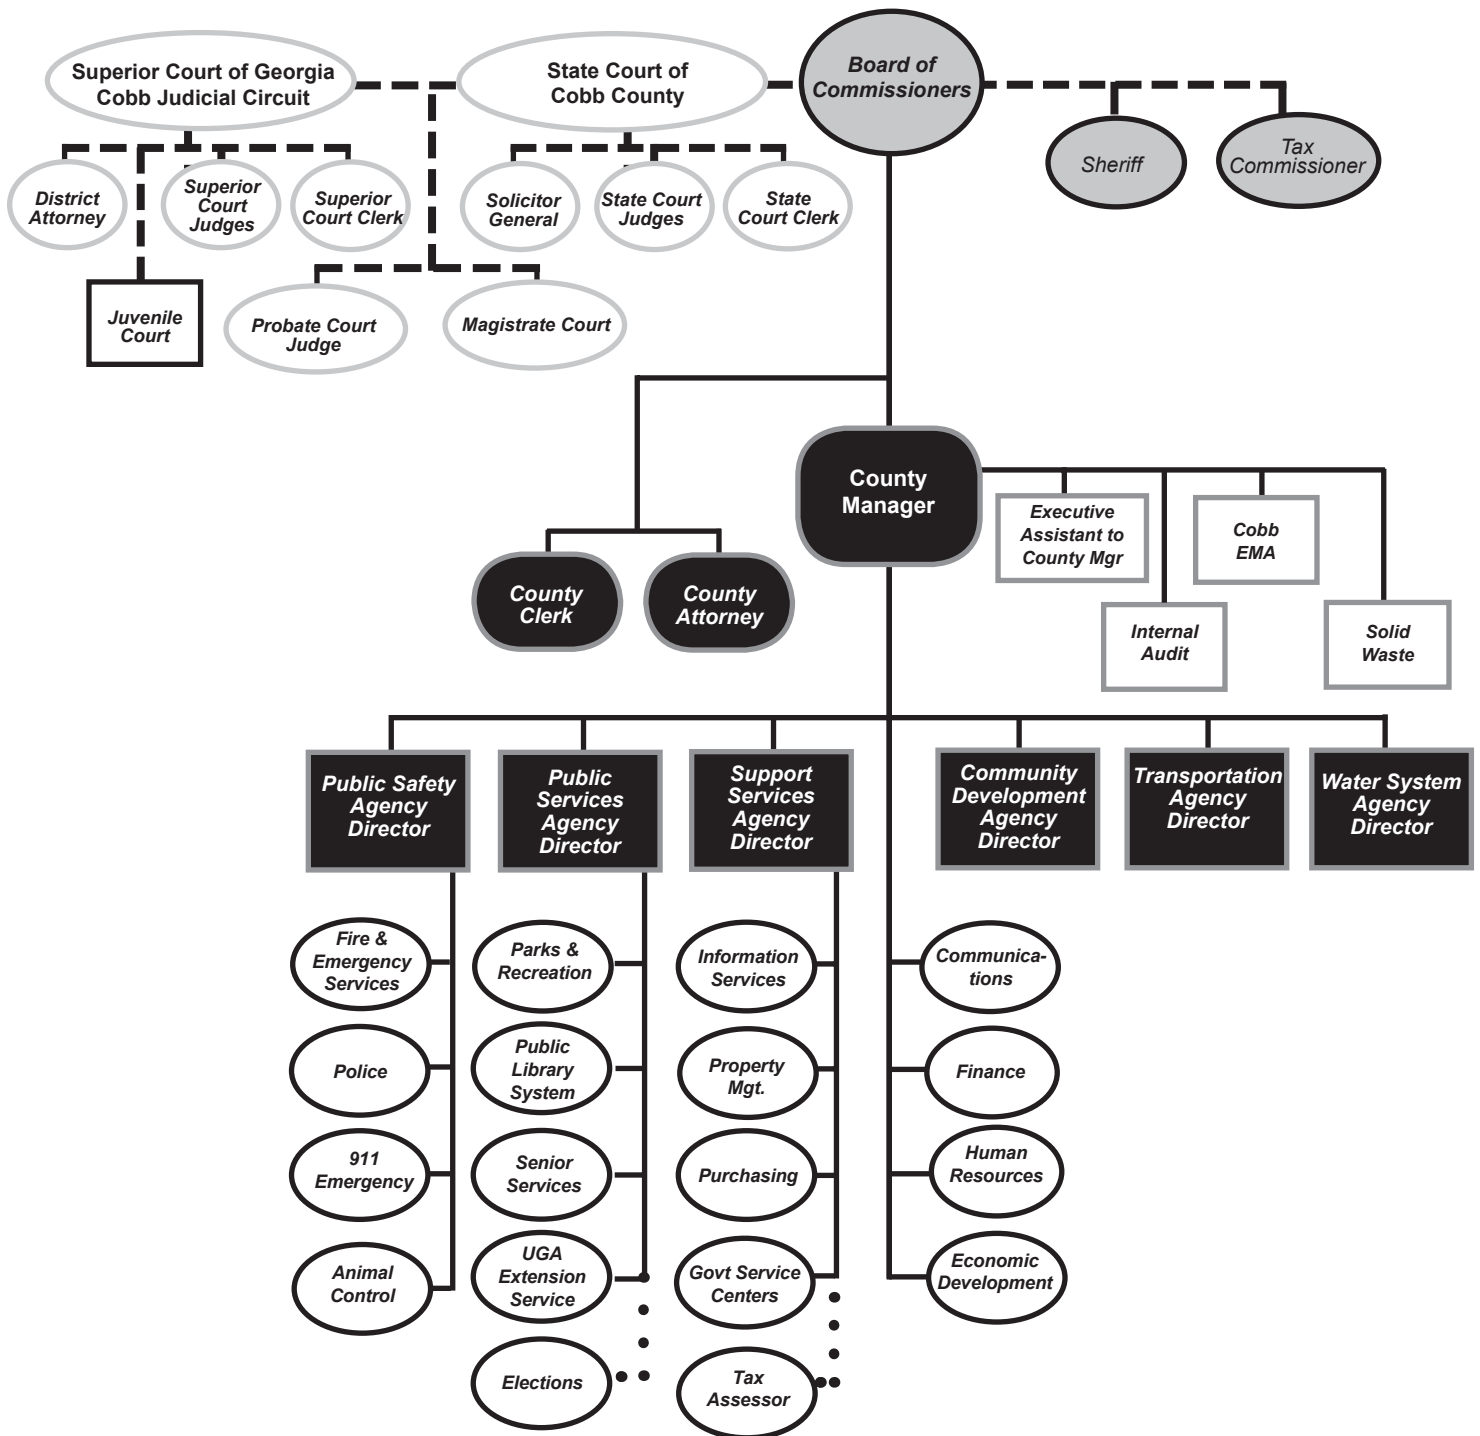 Superior Court of Georgia
Cobb Judicial Circuit
State Court of
Cobb County
Board of
Commissioners
Sheriff
Tax
Commissioner
District
Attorney
Superior
Court
Judges
Superior
Court Clerk
Solicitor
General
State Court
Judges
State
Court Clerk
Juvenile
Court
Probate Court
Judge
Magistrate Court
County
Manager
Executive
Assistant to
County Mgr
Cobb
EMA
Internal
Audit
Solid
Waste
County
Clerk
County
Attorney
Public Safety
Agency
Director
Public
Services
Agency
Director
Support
Services
Agency
Director
Community
Development
Agency
Director
Transportation
Agency
Director
Water System
Agency
Director
Fire &
Emergency
Services
Police
911
Emergency
Animal
Control
Parks &
Recreation
Public
Library
System
Senior
Services
UGA
Extension
Service
Elections
Information
Services
Property
Mgt.
Purchasing
Govt Service
Centers
Tax
Assessor
Communica-
tions
Finance
Human
Resources
Economic
Development